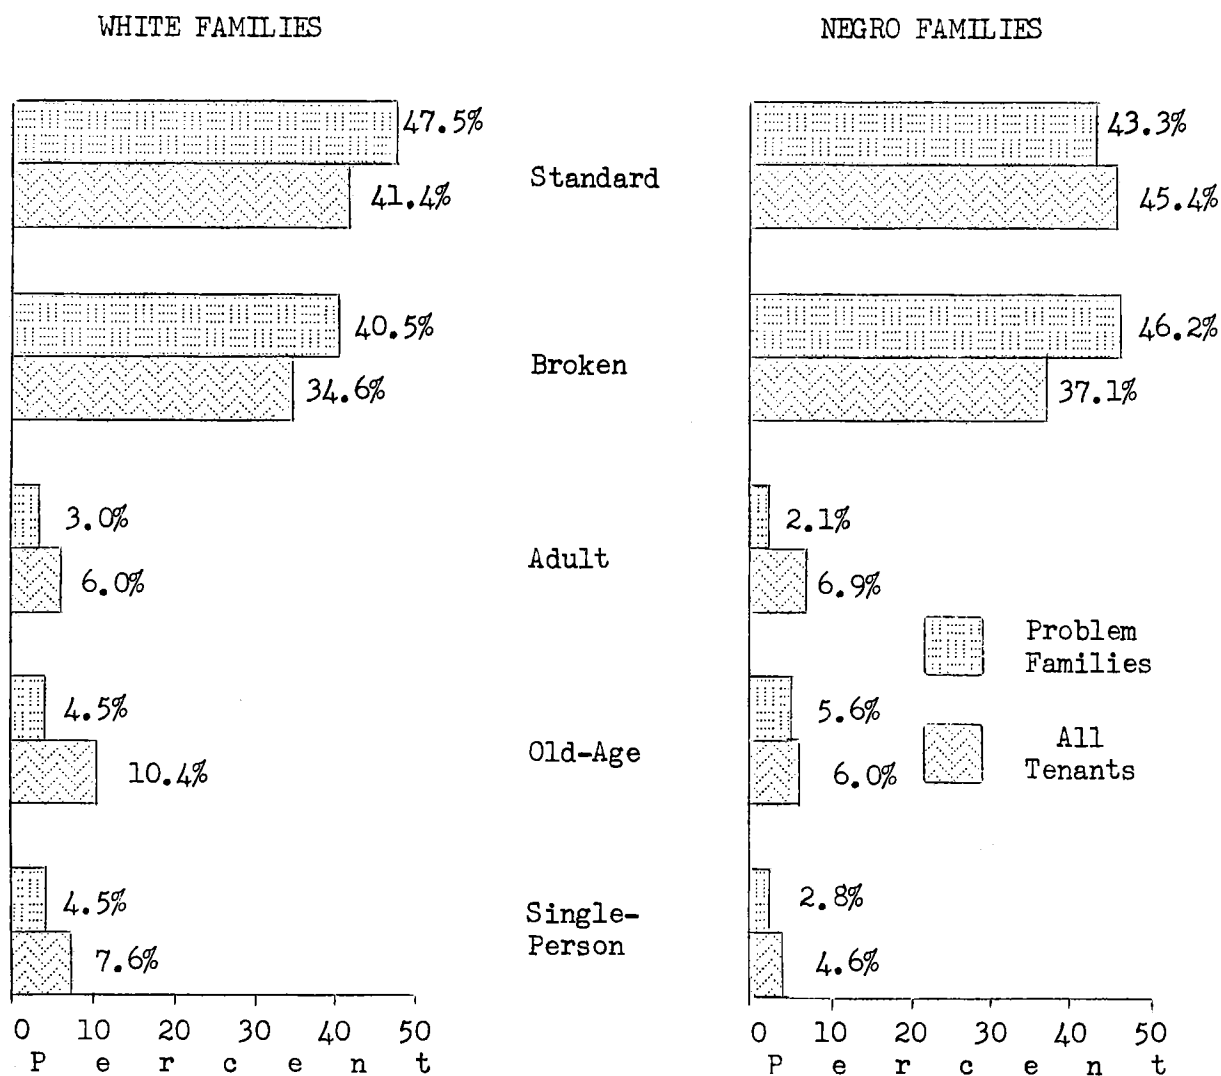 WHITE FAMILIES
NEGRO FAMILIES
47.5%
41.4%
Standard
43.3%
45.4%
40.5%
34.6%
Broken
46.2%
37.1%
3.0%
6.0%
Adult
2.1%
6.9%
4.5%
10.4%
Old-Age
5.6%
6.0%
4.5%
7.6%
Single-
Person
2.8%
4.6%
Problem
Families
All
Tenants
0 10 20 30 40 50
P e r c e n t
0 10 20 30 40 50
P e r c e n t